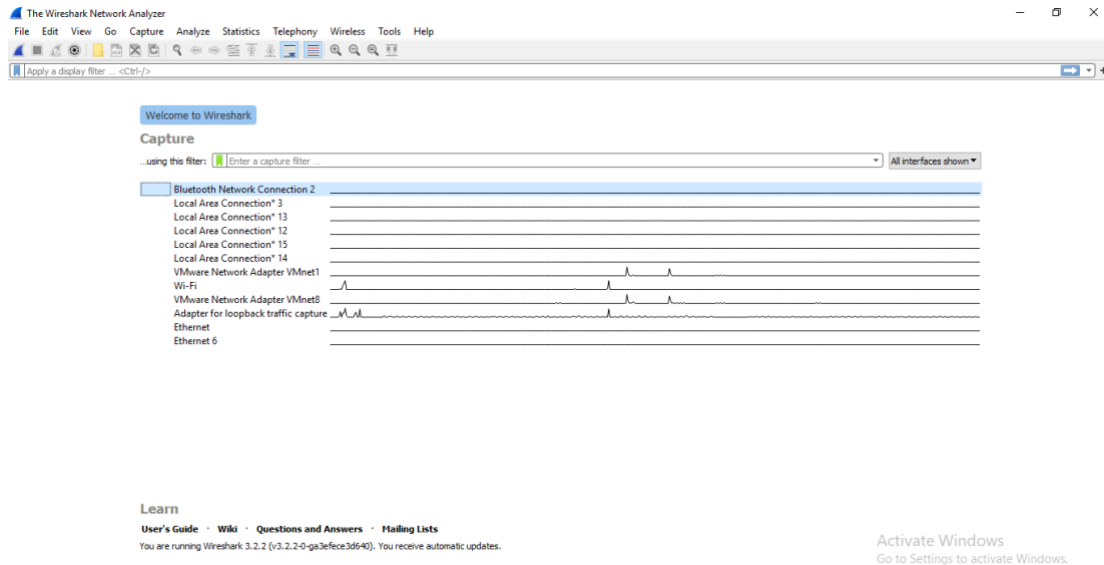 The Wireshark Network Analyzer
File Edit View Go Capture Analyze Statistics Telephony Wireless Tools Help
Apply a display filter ... <Ctrl-/>
Welcome to Wireshark
Capture
...using this filter: Enter a capture filter ... All interfaces shown
Bluetooth Network Connection 2
Local Area Connection* 3
Local Area Connection* 13
Local Area Connection* 12
Local Area Connection* 15
Local Area Connection* 14
VMware Network Adapter VMnet1
Wi-Fi
VMware Network Adapter VMnet8
Adapter for loopback traffic capture
Ethernet
Ethernet 6
Learn
User's Guide · Wiki · Questions and Answers · Mailing Lists
You are running Wireshark 3.2.2 (v3.2.2-0-ga3efece3d640). You receive automatic updates.
Activate Windows
Go to Settings to activate Windows.